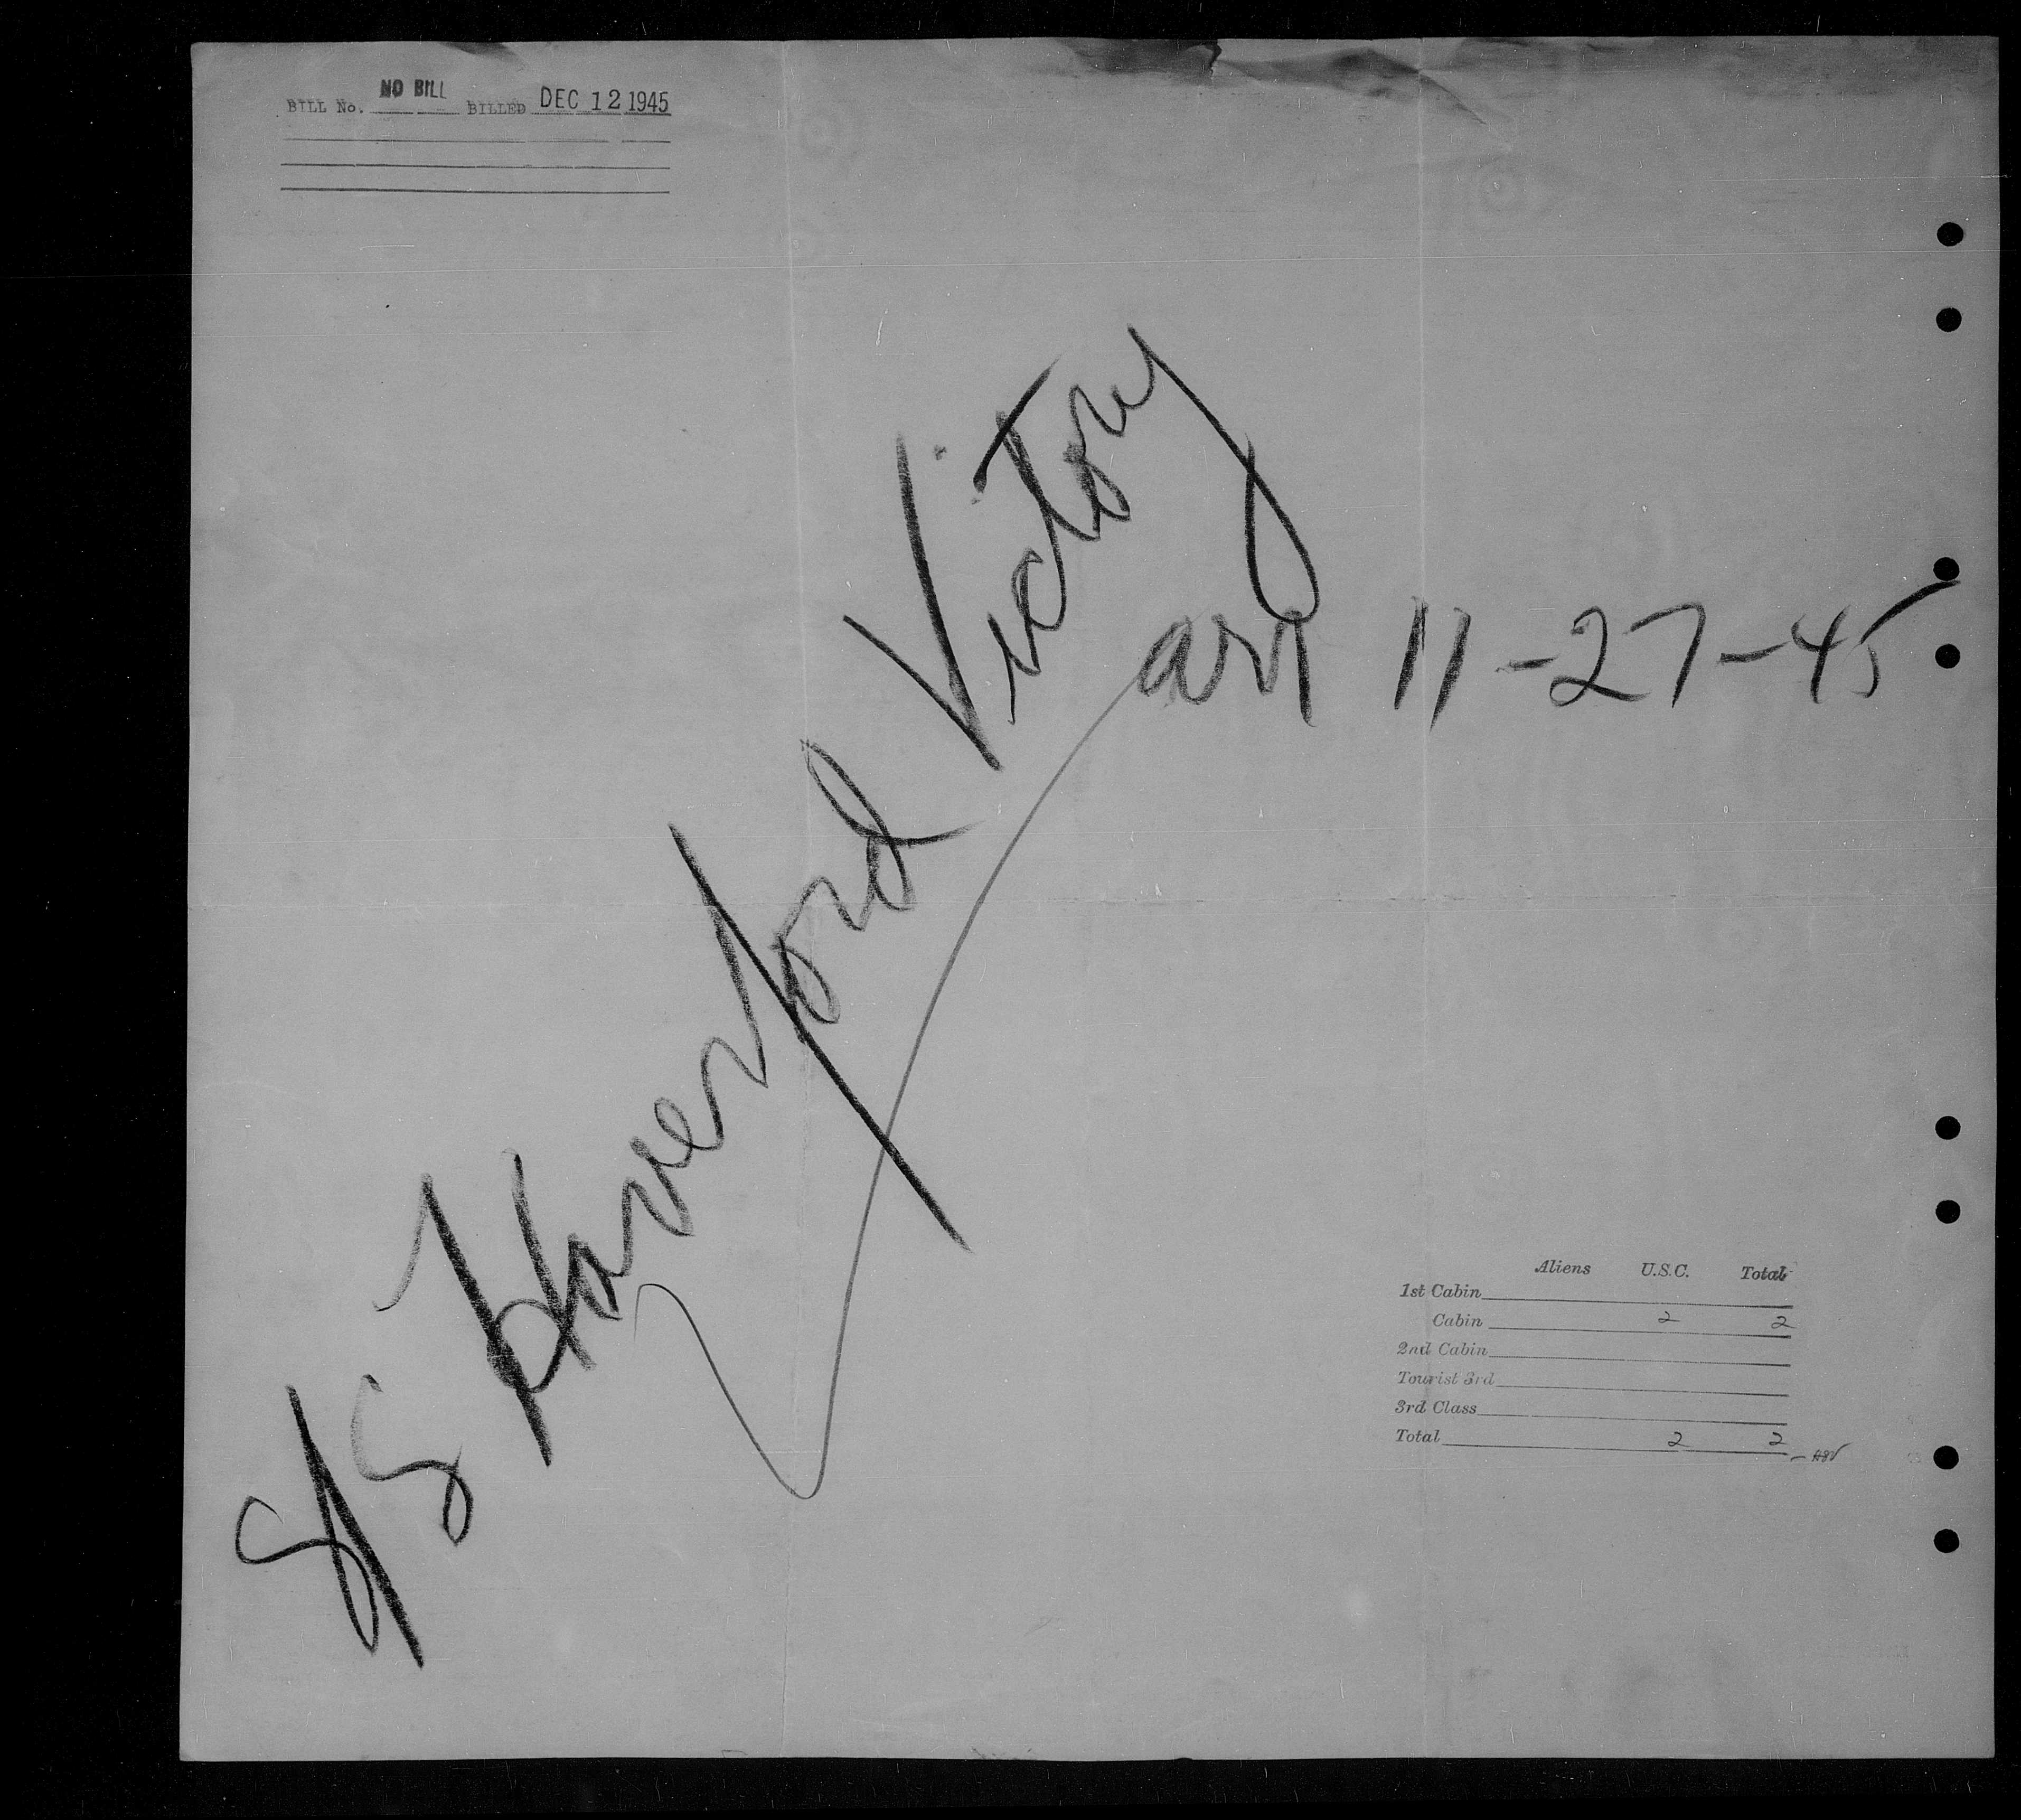 BILL No. NO BILL BILLED DEC 12 1945
S/S Haverford Victory
arr 11-27-45
Aliens U.S.C. Total
1st Cabin
Cabin 2 2
2nd Cabin
Tourist 3rd
3rd Class
Total 2 2